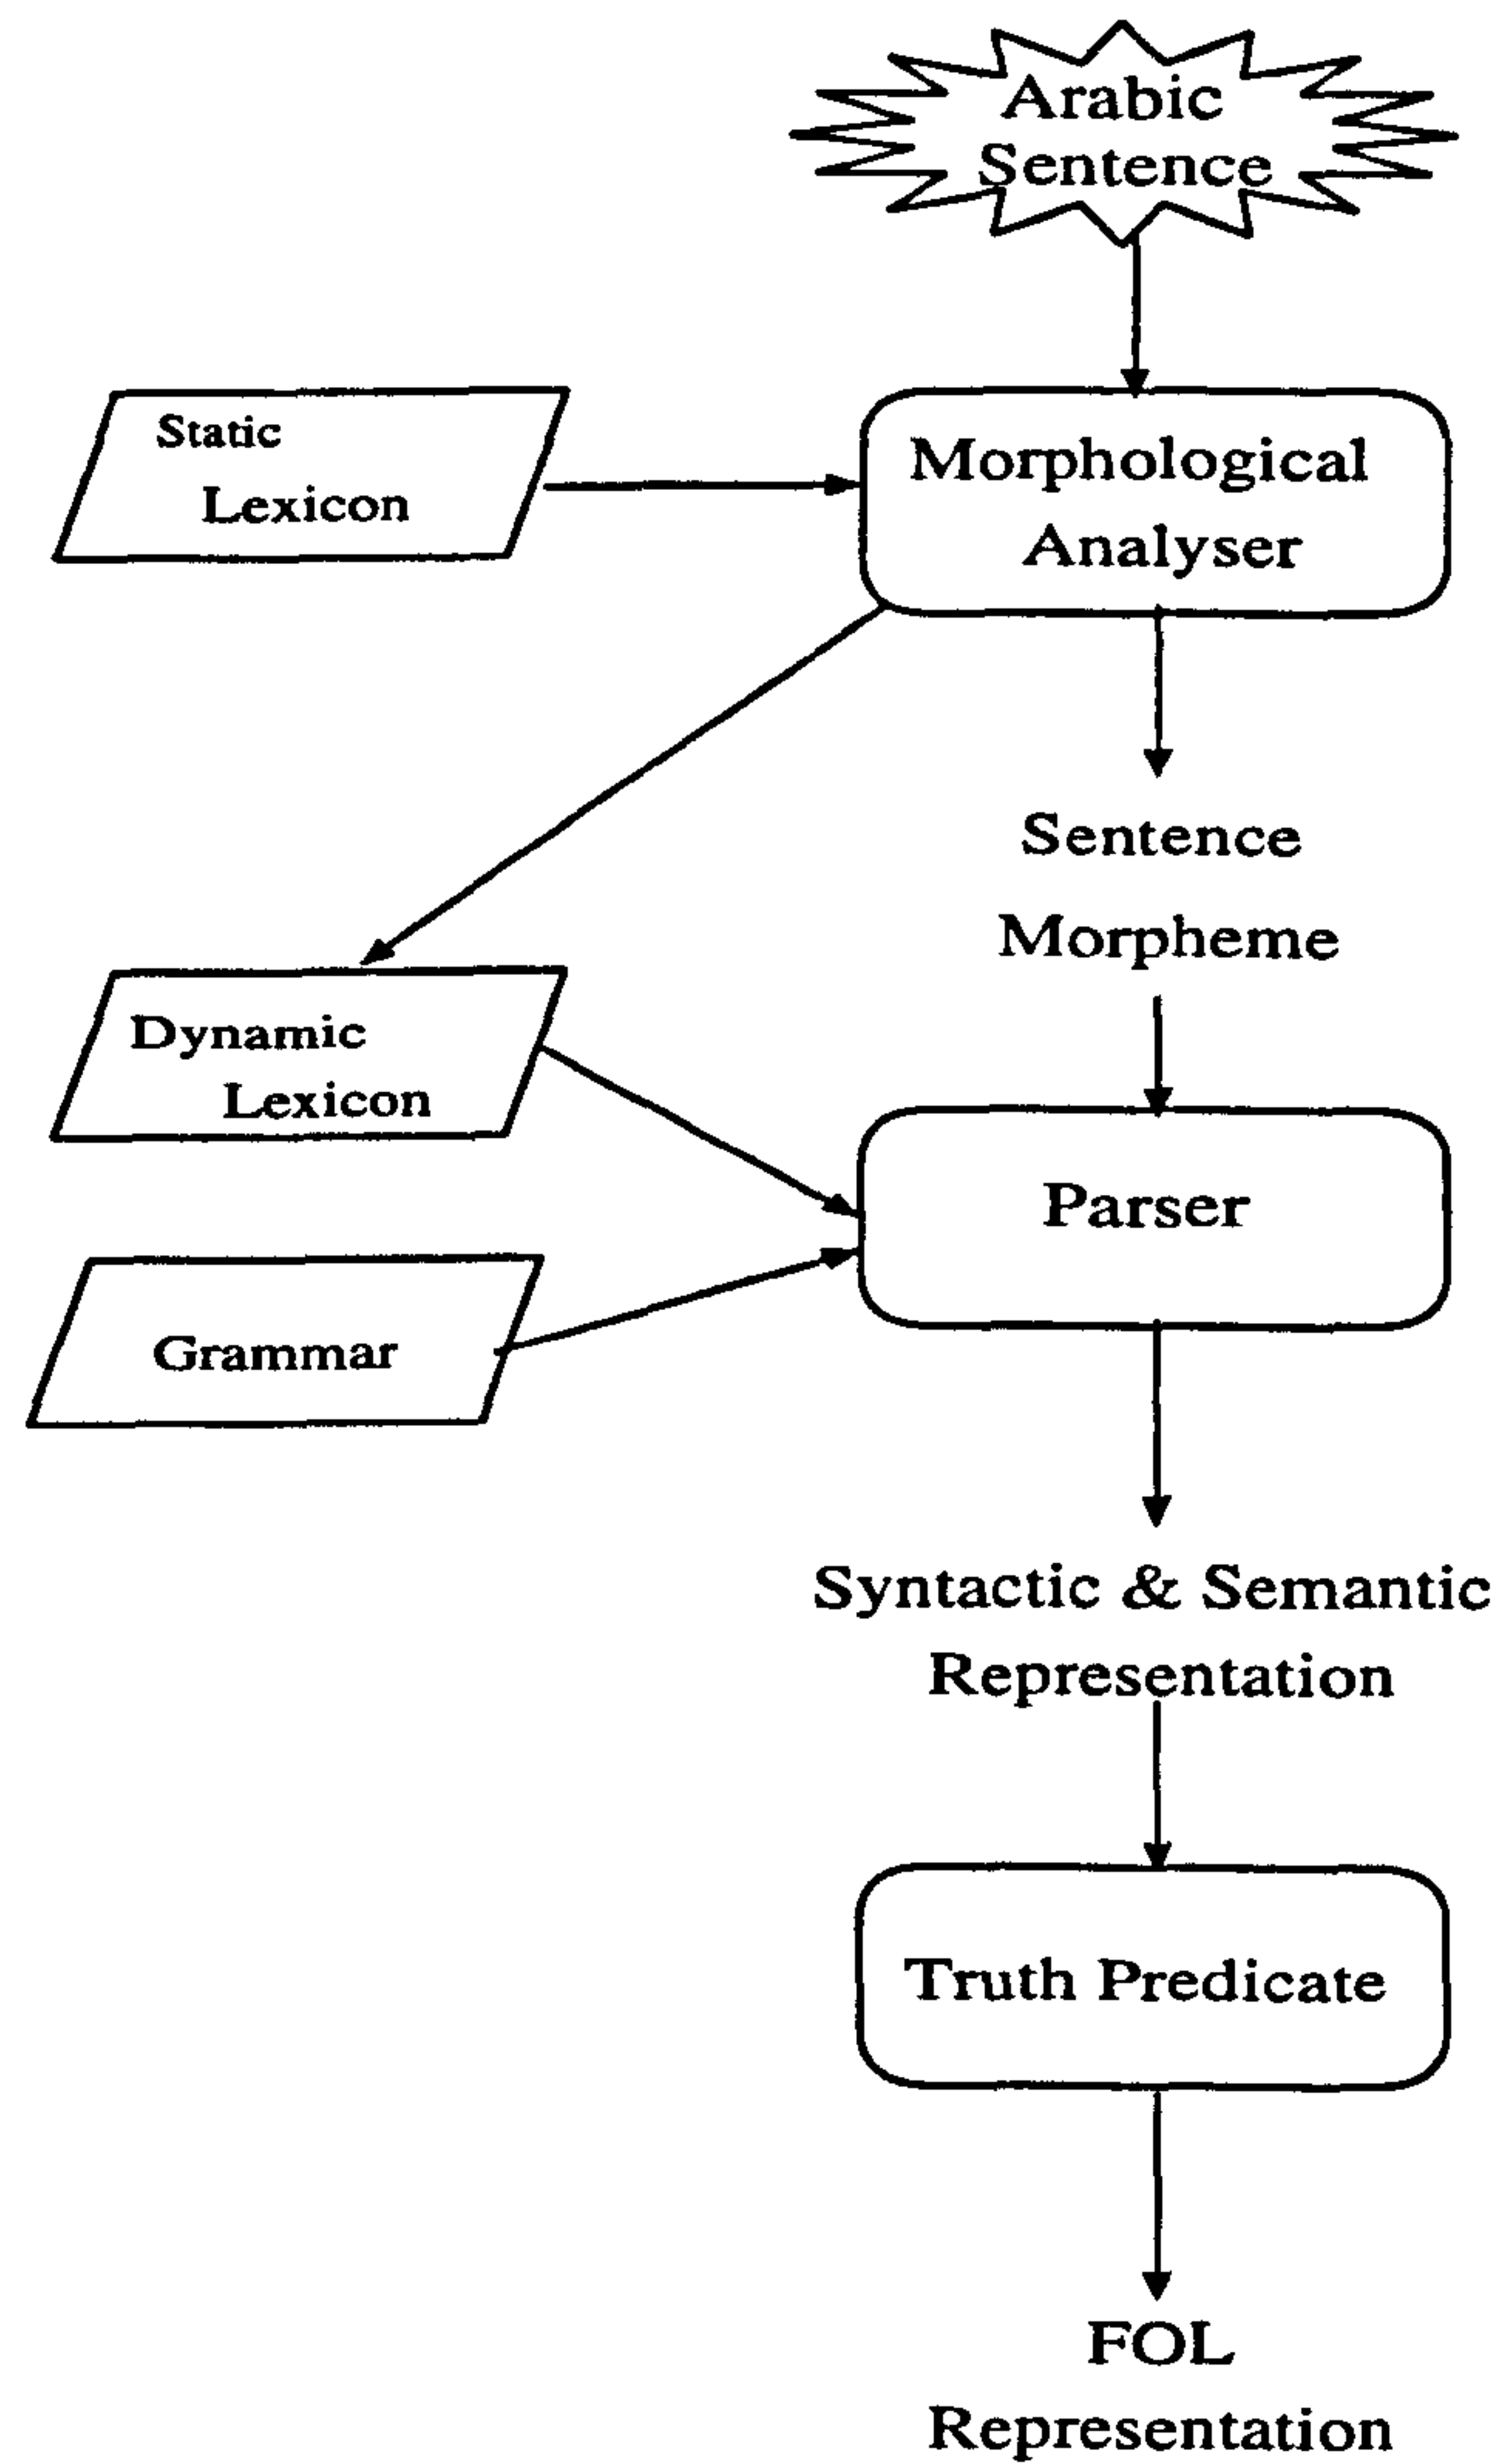 Arabic
Sentence
Static
Lexicon
Morphological
Analyser
Sentence
Morpheme
Dynamic
Lexicon
Parser
Grammar
Syntactic & Semantic
Representation
Truth Predicate
FOL
Representation